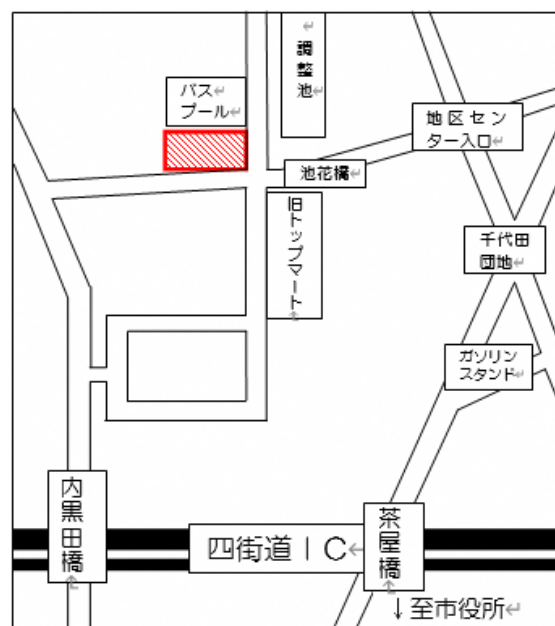 バス
プール
調整池
地区セン
ター入口
池花橋
旧トップマート
千代田
団地
ガソリン
スタンド
内黒田橋
四街道ＩＣ
茶屋橋
↓至市役所